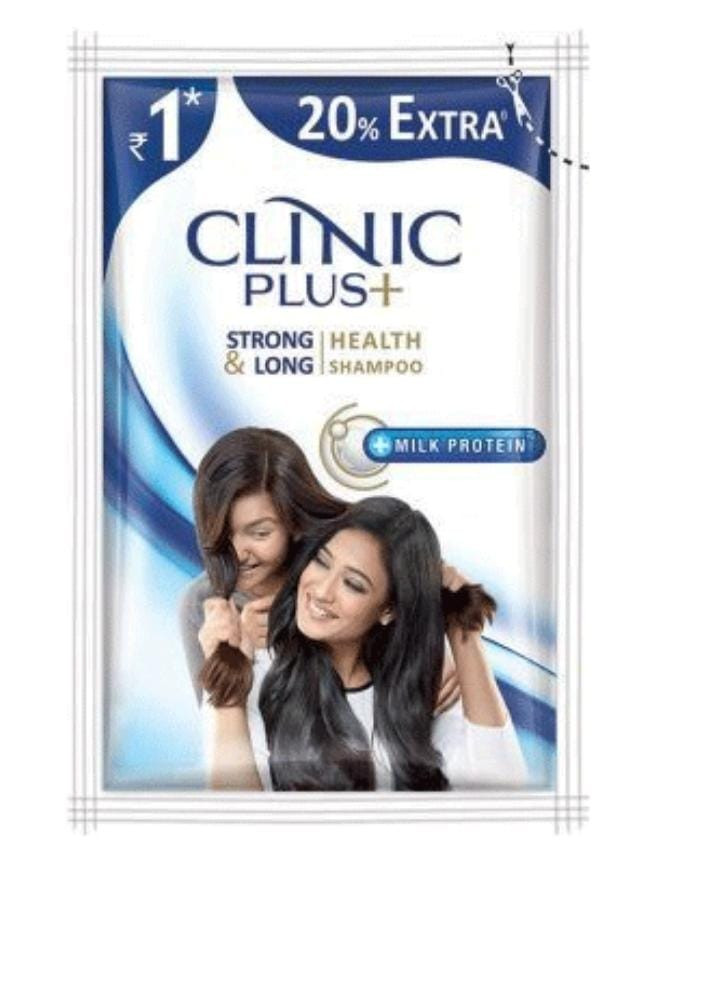 ₹1*
20% EXTRA
CLINIC
PLUS+
STRONG
& LONG
HEALTH
SHAMPOO
+ MILK PROTEIN